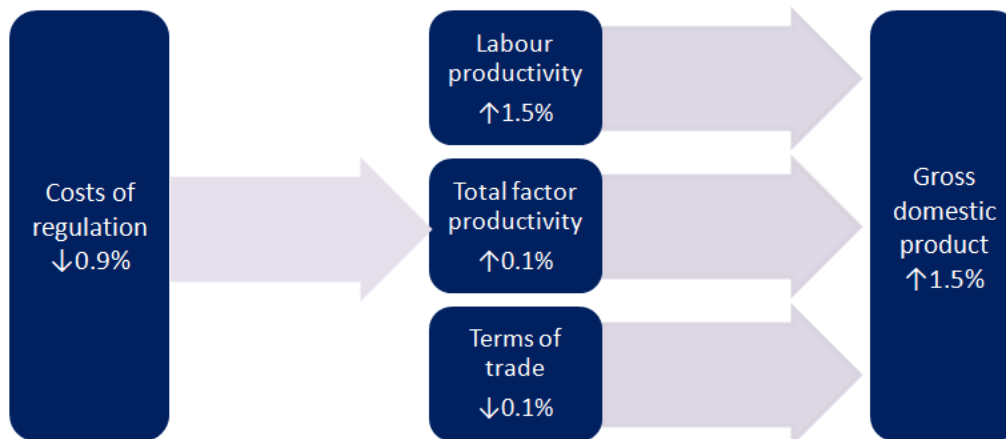 Costs of
regulation
↓0.9%
Labour
productivity
↑1.5%
Total factor
productivity
↑0.1%
Terms of
trade
↓0.1%
Gross
domestic
product
↑1.5%